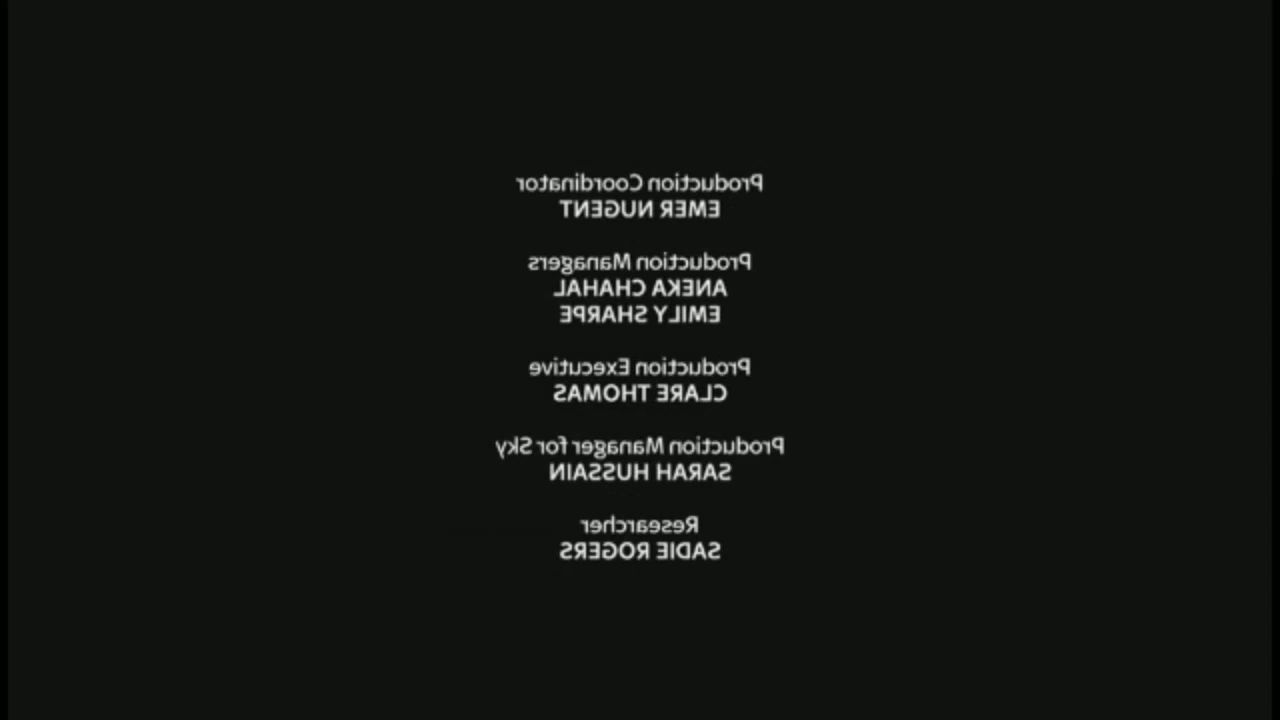 Production Coordinator
EMER NUGENT
Production Managers
ANEKA CHAHAL
EMILY SHARPE
Production Executive
CLARE THOMAS
Production Manager for Sky
SARAH HUSSAIN
Researcher
SADIE ROGERS